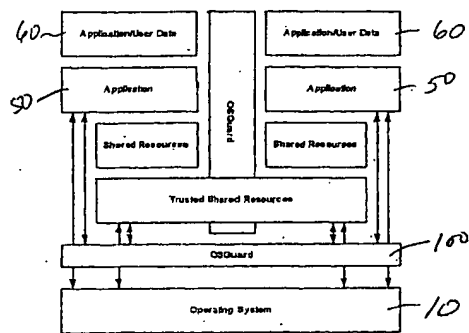 60
Application/User Data
Application/User Data
60
50
Application
Application
50
OSGuard
Shared Resources
Shared Resources
Trusted Shared Resources
OSGuard
100
Operating System
10